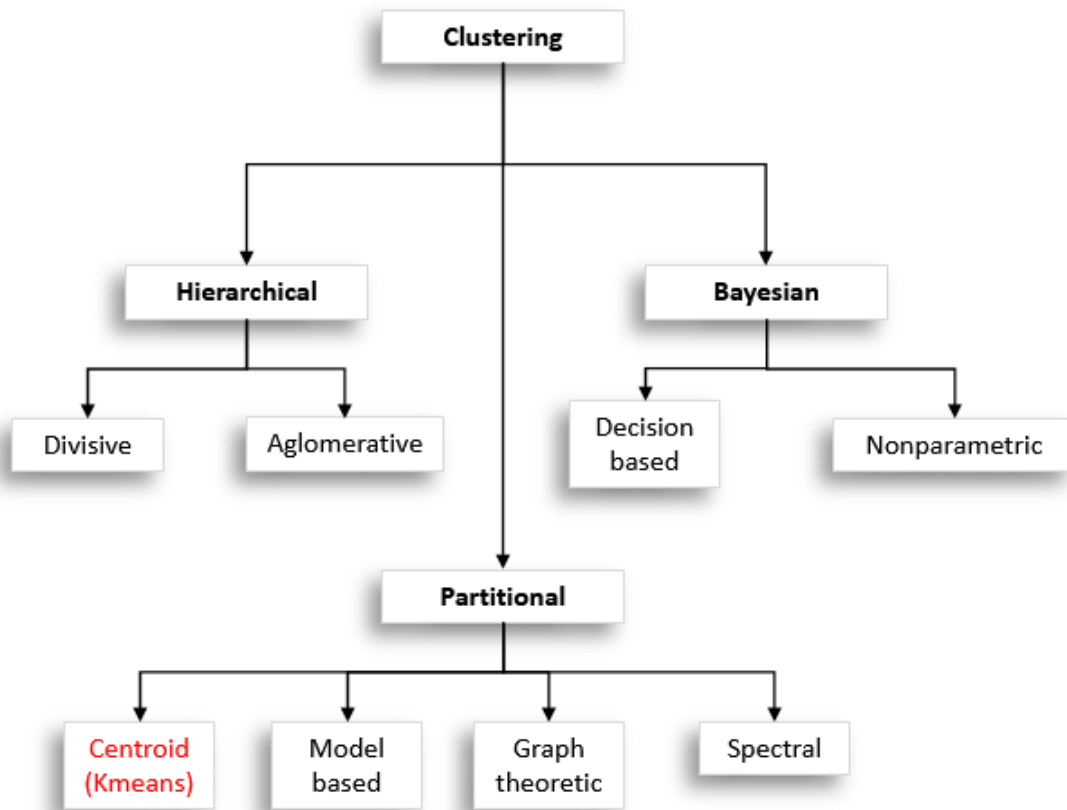 Clustering
Hierarchical
Bayesian
Divisive
Aglomerative
Decision
based
Nonparametric
Partitional
Centroid
(Kmeans)
Model
based
Graph
theoretic
Spectral